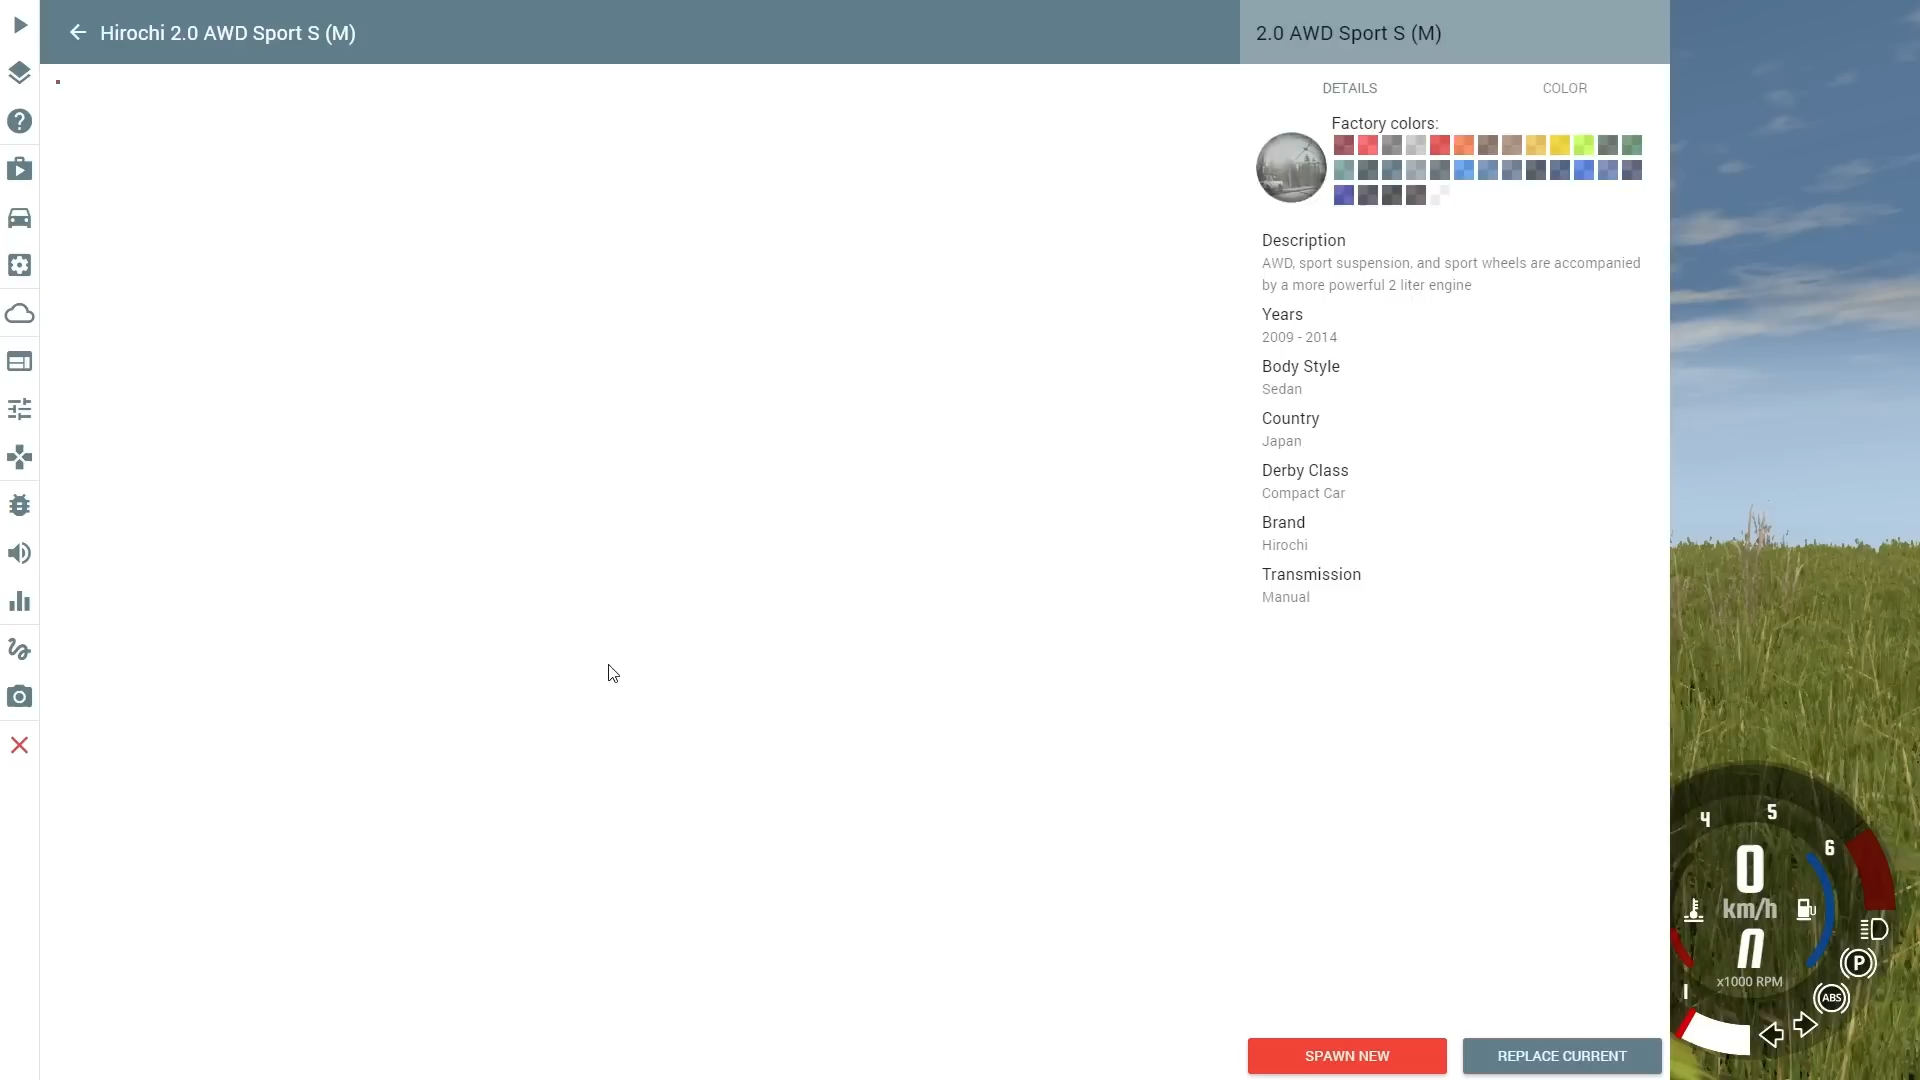 Hirochi 2.0 AWD Sport S (M)
2.0 AWD Sport S (M)
DETAILS
COLOR
Factory colors:
Description
AWD, sport suspension, and sport wheels are accompanied
by a more powerful 2 liter engine
Years
2009 - 2014
Body Style
Sedan
Country
Japan
Derby Class
Compact Car
Brand
Hirochi
Transmission
Manual
SPAWN NEW
REPLACE CURRENT
4
5
6
0
km/h
n
x1000 RPM
1
P
ABS